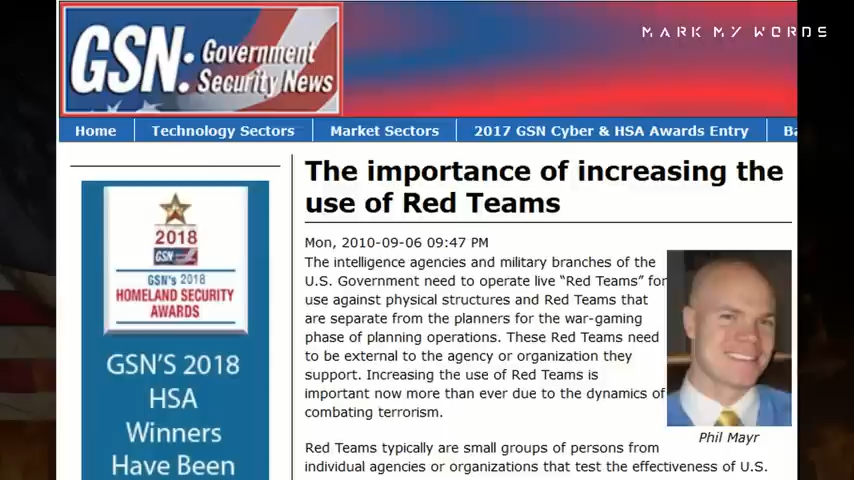 MARK MY WORDS
GSN: Government
Security News
Home Technology Sectors Market Sectors 2017 GSN Cyber & HSA Awards Entry Ba
The importance of increasing the
use of Red Teams
Mon, 2010-09-06 09:47 PM
The intelligence agencies and military branches of the
U.S. Government need to operate live “Red Teams” for
use against physical structures and Red Teams that
are separate from the planners for the war-gaming
phase of planning operations. These Red Teams need
to be external to the agency or organization they
support. Increasing the use of Red Teams is
important now more than ever due to the dynamics of
combating terrorism.
Phil Mayr
Red Teams typically are small groups of persons from
individual agencies or organizations that test the effectiveness of U.S.
2018
GSN
GSN's 2018
HOMELAND SECURITY
AWARDS
GSN'S 2018
HSA
Winners
Have Been